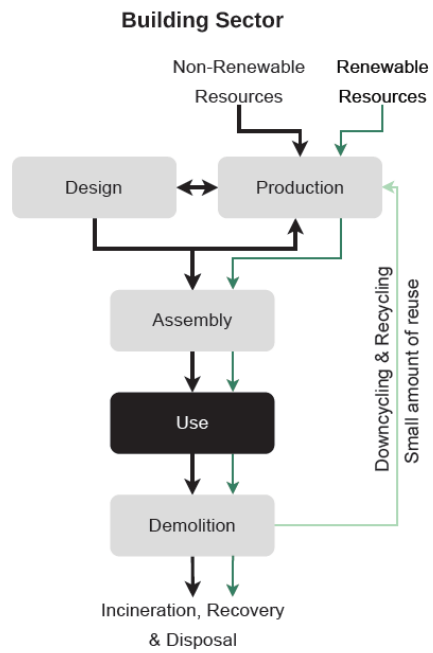 Building Sector
Non-Renewable
Resources
Renewable
Resources
Design
Production
Assembly
Use
Demolition
Downcycling & Recycling
Small amount of reuse
Incineration, Recovery
& Disposal